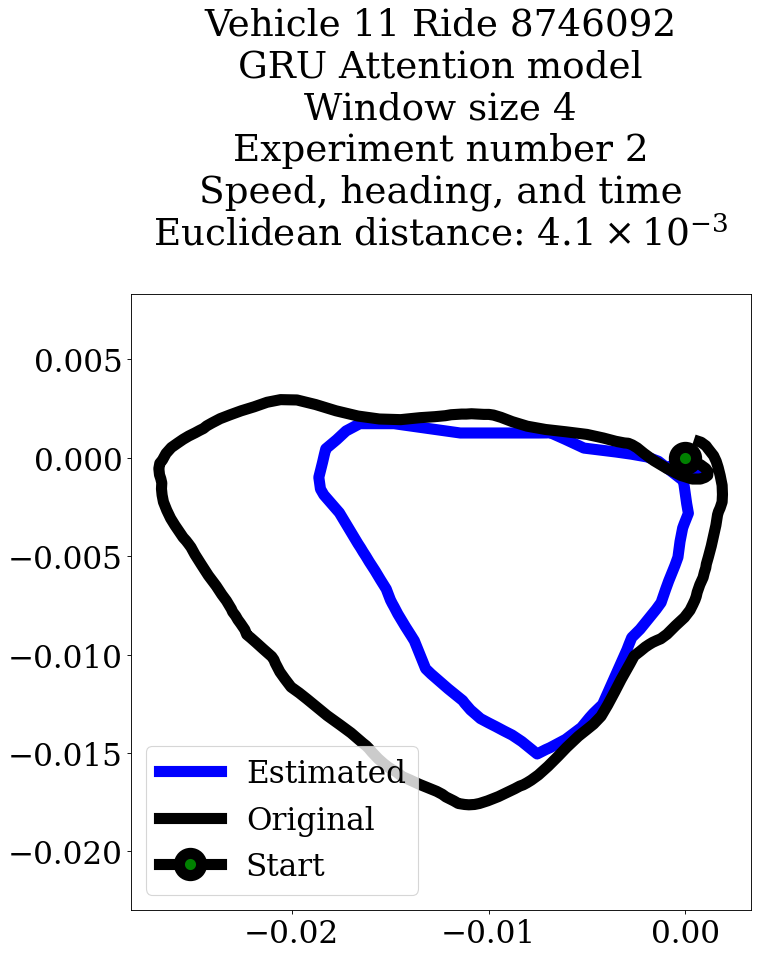 Vehicle 11 Ride 8746092
GRU Attention model
Window size 4
Experiment number 2
Speed, heading, and time
Euclidean distance: 4.1 × 10⁻³
0.005
0.000
−0.005
−0.010
−0.015
−0.020
Estimated
Original
Start
−0.02
−0.01
0.00